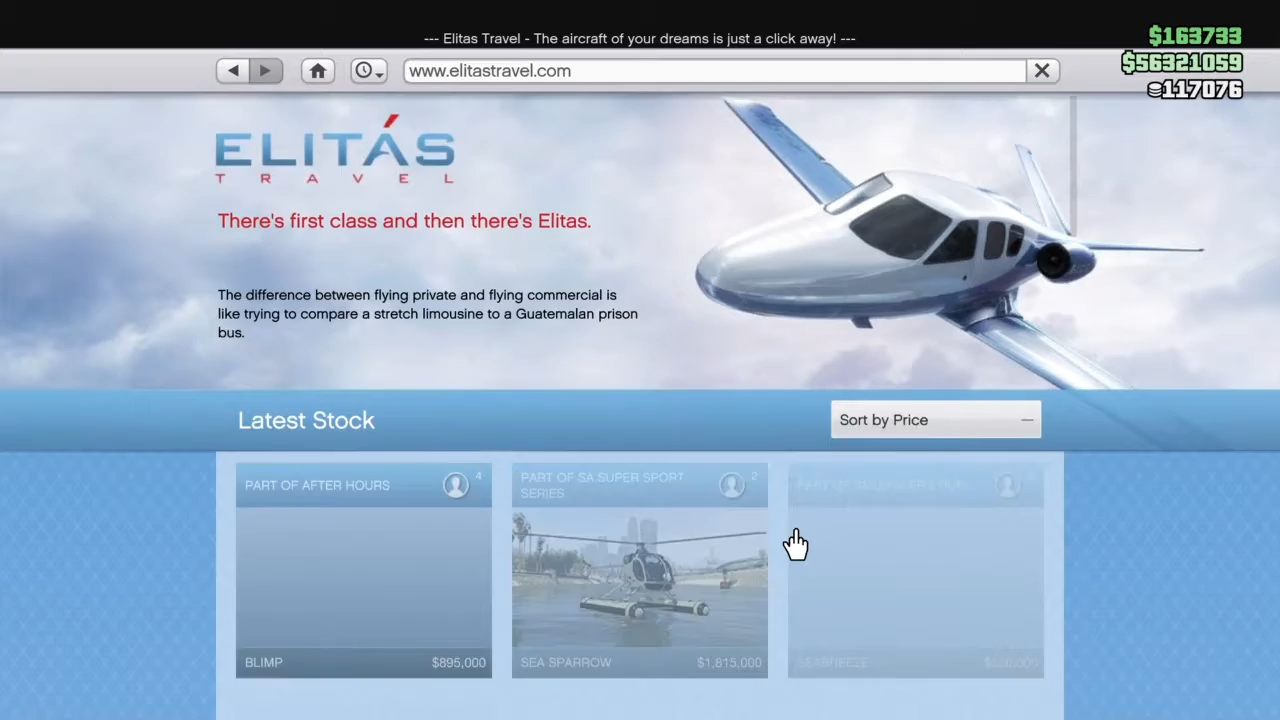 --- Elitas Travel - The aircraft of your dreams is just a click away! ---
$163733
$56321059
117076
www.elitastravel.com
ELITÁS
TRAVEL
There's first class and then there's Elitas.
The difference between flying private and flying commercial is
like trying to compare a stretch limousine to a Guatemalan prison
bus.
Latest Stock
Sort by Price
PART OF AFTER HOURS
4
PART OF SA SUPER SPORT
SERIES
2
BLIMP
$895,000
SEA SPARROW
$1,815,000
SEABREEZE